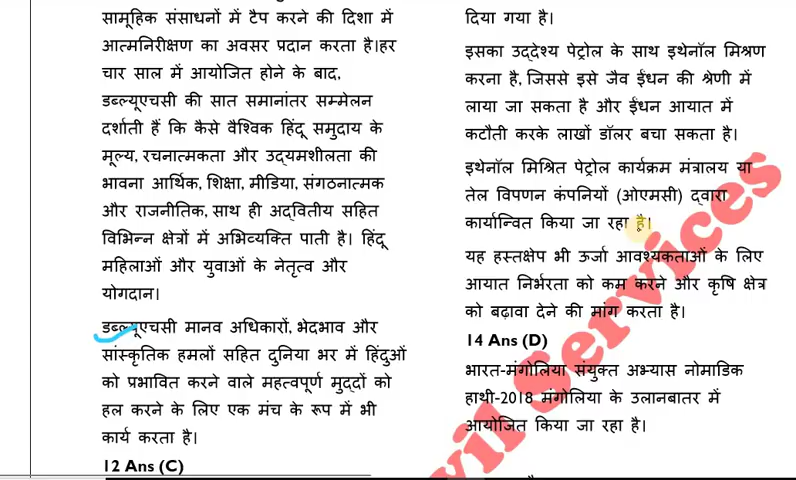 सामूहिक संसाधनों में टैप करने की दिशा में
आत्मनिरीक्षण का अवसर प्रदान करता है।हर
चार साल में आयोजित होने के बाद,
डब्ल्यूएचसी की सात समानांतर सम्मेलन
दर्शाती हैं कि कैसे वैश्विक हिंदू समुदाय के
मूल्य, रचनात्मकता और उद्यमशीलता की
भावना आर्थिक, शिक्षा, मीडिया, संगठनात्मक
और राजनीतिक, साथ ही अद्वितीय सहित
विभिन्न क्षेत्रों में अभिव्यक्ति पाती है। हिंदू
महिलाओं और युवाओं के नेतृत्व और
योगदान।
डब्ल्यूएचसी मानव अधिकारों, भेदभाव और
सांस्कृतिक हमलों सहित दुनिया भर में हिंदुओं
को प्रभावित करने वाले महत्वपूर्ण मुद्दों को
हल करने के लिए एक मंच के रूप में भी
कार्य करता है।
12 Ans (C)
दिया गया है।
इसका उद्देश्य पेट्रोल के साथ इथेनॉल मिश्रण
करना है, जिससे इसे जैव ईंधन की श्रेणी में
लाया जा सकता है और ईंधन आयात में
कटौती करके लाखों डॉलर बचा सकता है।
इथेनॉल मिश्रित पेट्रोल कार्यक्रम मंत्रालय या
तेल विपणन कंपनियों (ओएमसी) द्वारा
कार्यान्वित किया जा रहा है।
यह हस्तक्षेप भी ऊर्जा आवश्यकताओं के लिए
आयात निर्भरता को कम करने और कृषि क्षेत्र
को बढ़ावा देने की मांग करता है।
14 Ans (D)
भारत-मंगोलिया संयुक्त अभ्यास नोमाडिक
हाथी-2018 मंगोलिया के उलानबातर में
आयोजित किया जा रहा है।
Civil Services